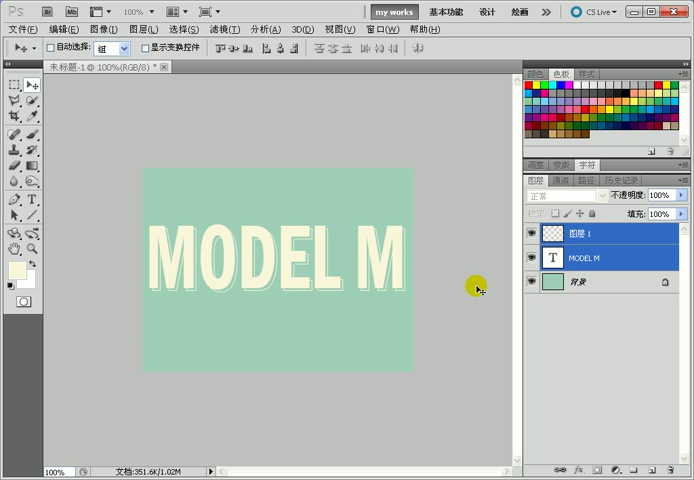 Ps Br Mb 100% my works 基本功能 设计 绘画 CS Live
文件(F) 编辑(E) 图像(I) 图层(L) 选择(S) 滤镜(T) 分析(A) 3D(D) 视图(V) 窗口(W) 帮助(H)
自动选择: 组 显示变换控件
未标题-1 @ 100%(RGB/8) *
颜色 色板 样式
MODEL M
调整 蒙版 字符
图层 通道 路径 历史记录
正常 不透明度: 100%
锁定: 填充: 100%
图层 1
T MODEL M
背景
100% 文档:351.6K/1.02M